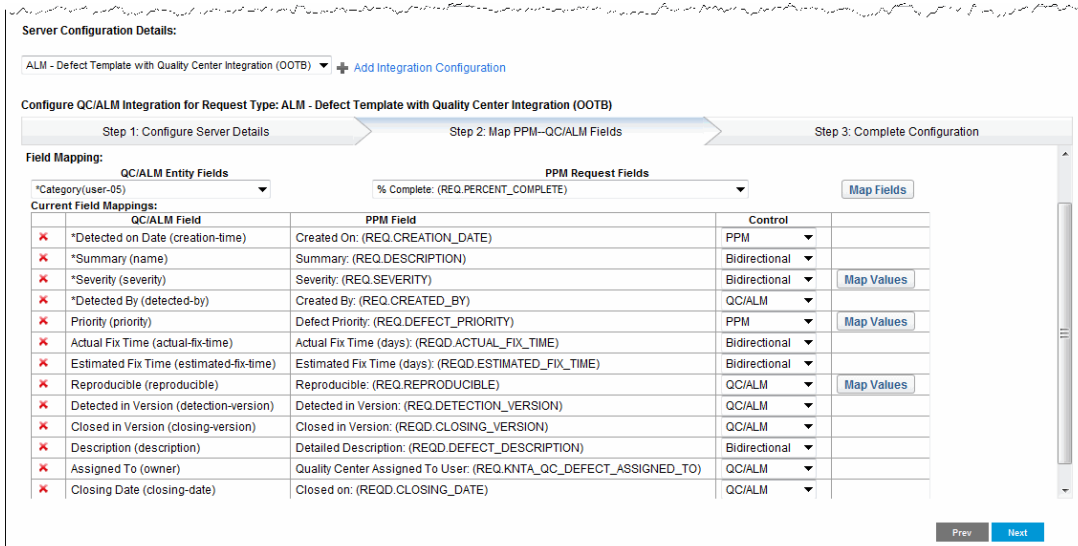 Server Configuration Details:
ALM - Defect Template with Quality Center Integration (OOTB)
Add Integration Configuration
Configure QC/ALM Integration for Request Type: ALM - Defect Template with Quality Center Integration (OOTB)
Step 1: Configure Server Details Step 2: Map PPM--QC/ALM Fields Step 3: Complete Configuration
Field Mapping:
QC/ALM Entity Fields PPM Request Fields
*Category(user-05) % Complete: (REQ.PERCENT_COMPLETE) Map Fields
Current Field Mappings:
QC/ALM Field PPM Field Control
*Detected on Date (creation-time) Created On: (REQ.CREATION_DATE) PPM
*Summary (name) Summary: (REQ.DESCRIPTION) Bidirectional
*Severity (severity) Severity: (REQ.SEVERITY) Bidirectional Map Values
*Detected By (detected-by) Created By: (REQ.CREATED_BY) QC/ALM
Priority (priority) Defect Priority: (REQ.DEFECT_PRIORITY) PPM Map Values
Actual Fix Time (actual-fix-time) Actual Fix Time (days): (REQD.ACTUAL_FIX_TIME) Bidirectional
Estimated Fix Time (estimated-fix-time) Estimated Fix Time (days): (REQD.ESTIMATED_FIX_TIME) Bidirectional
Reproducible (reproducible) Reproducible: (REQ.REPRODUCIBLE) QC/ALM Map Values
Detected in Version (detection-version) Detected in Version: (REQ.DETECTION_VERSION) QC/ALM
Closed in Version (closing-version) Closed in Version: (REQD.CLOSING_VERSION) QC/ALM
Description (description) Detailed Description: (REQD.DEFECT_DESCRIPTION) Bidirectional
Assigned To (owner) Quality Center Assigned To User: (REQ.KNTA_QC_DEFECT_ASSIGNED_TO) QC/ALM
Closing Date (closing-date) Closed on: (REQD.CLOSING_DATE) QC/ALM
Prev Next